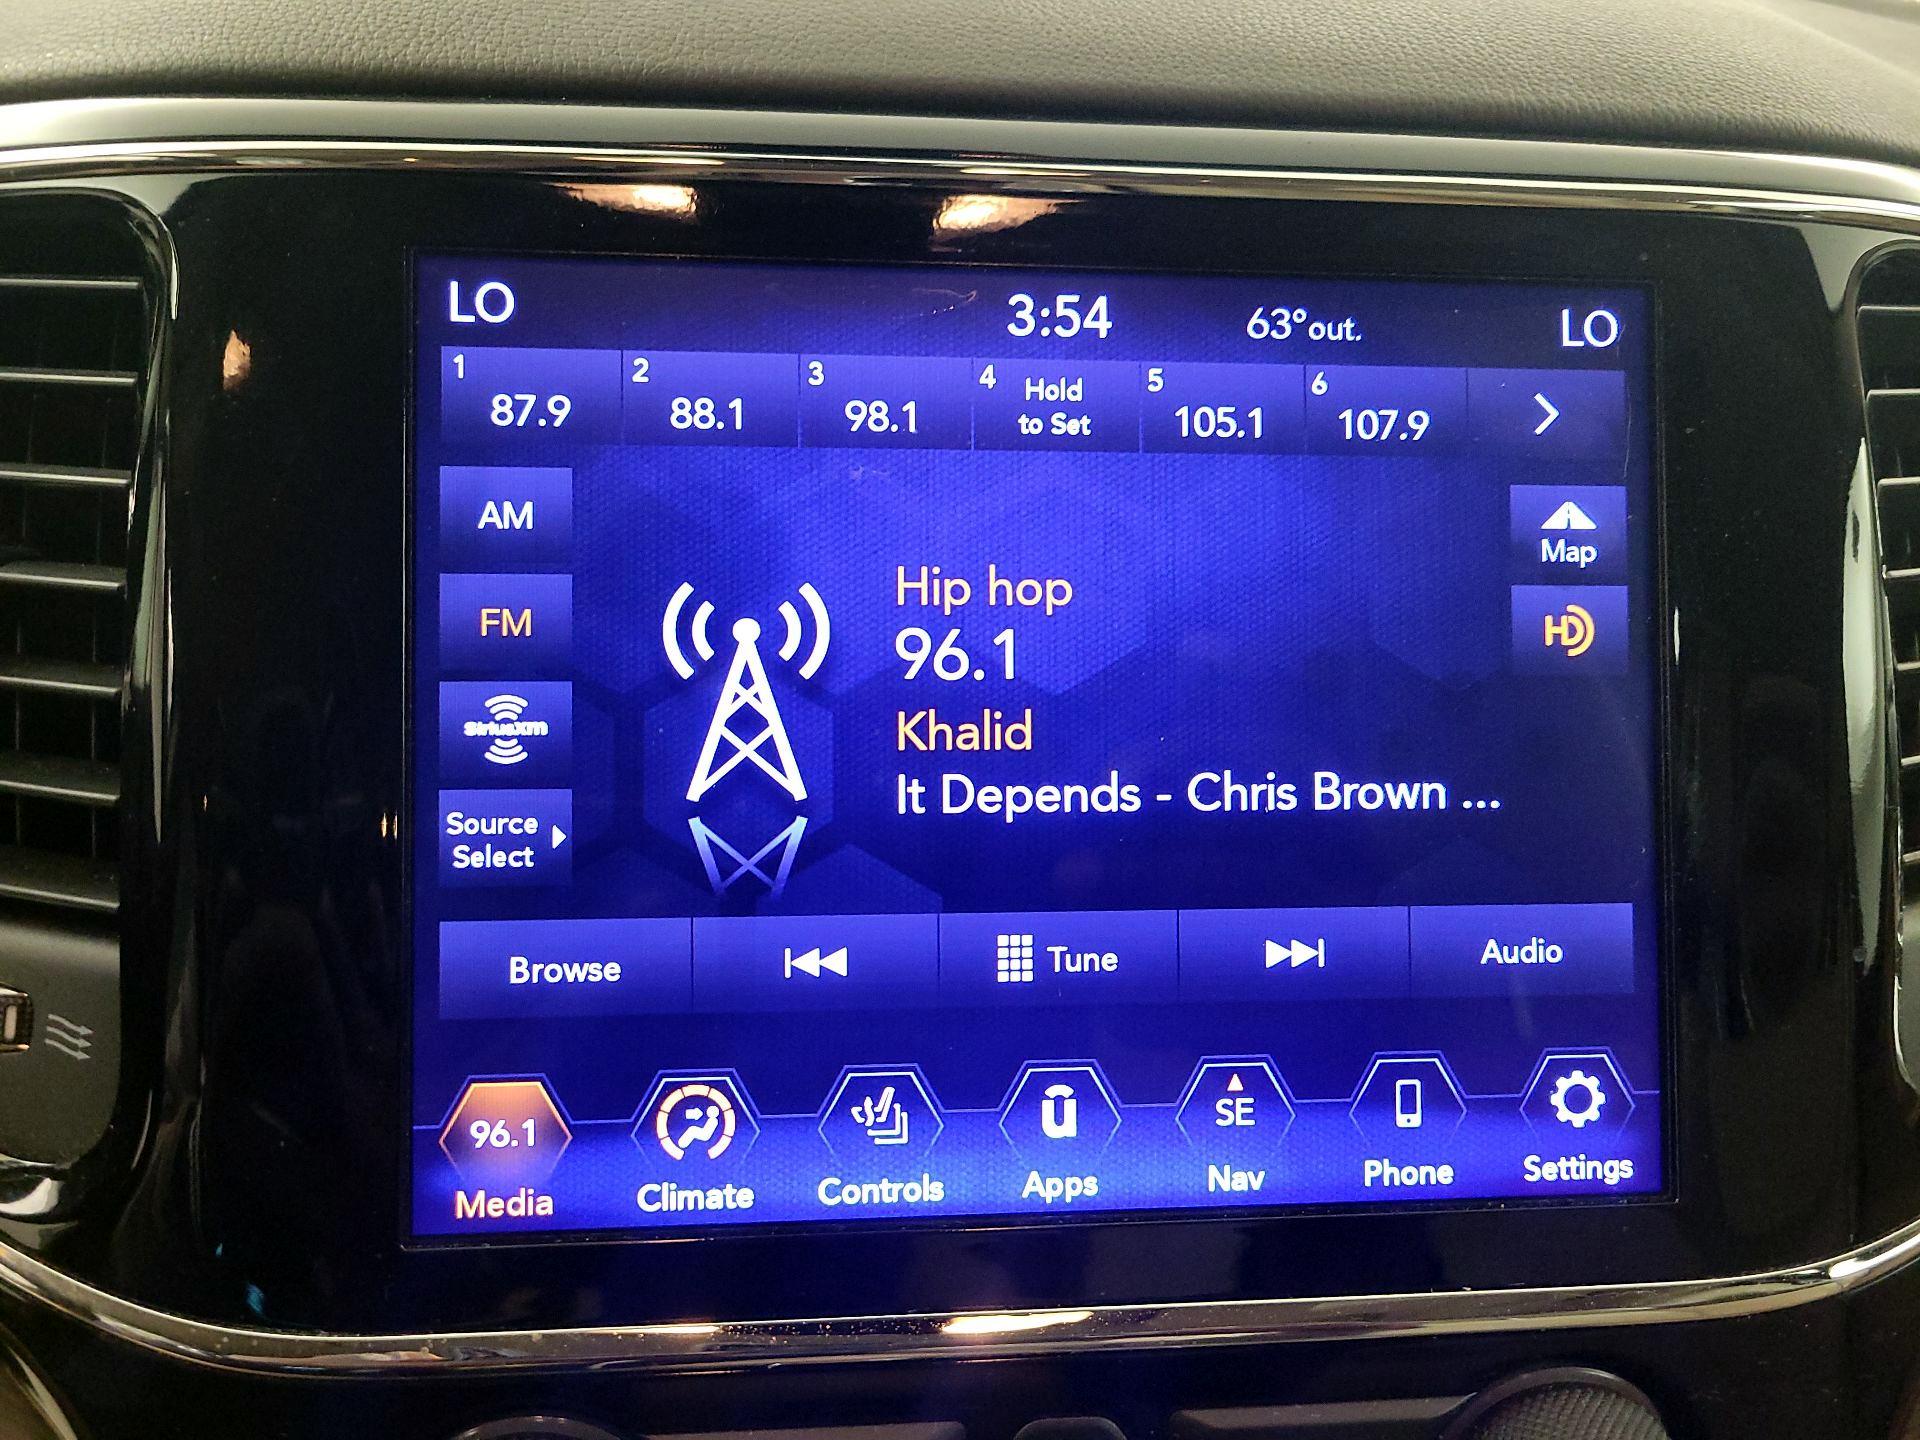 LO 3:54 63°out. LO
1 2 3 4 Hold 5 6
87.9 88.1 98.1 to Set 105.1 107.9
AM
Map
FM
HD
Hip hop
96.1
SiriusXM
Khalid
It Depends - Chris Brown ...
Source
Select
Browse Tune Audio
96.1 u SE
Media Climate Controls Apps Nav Phone Settings